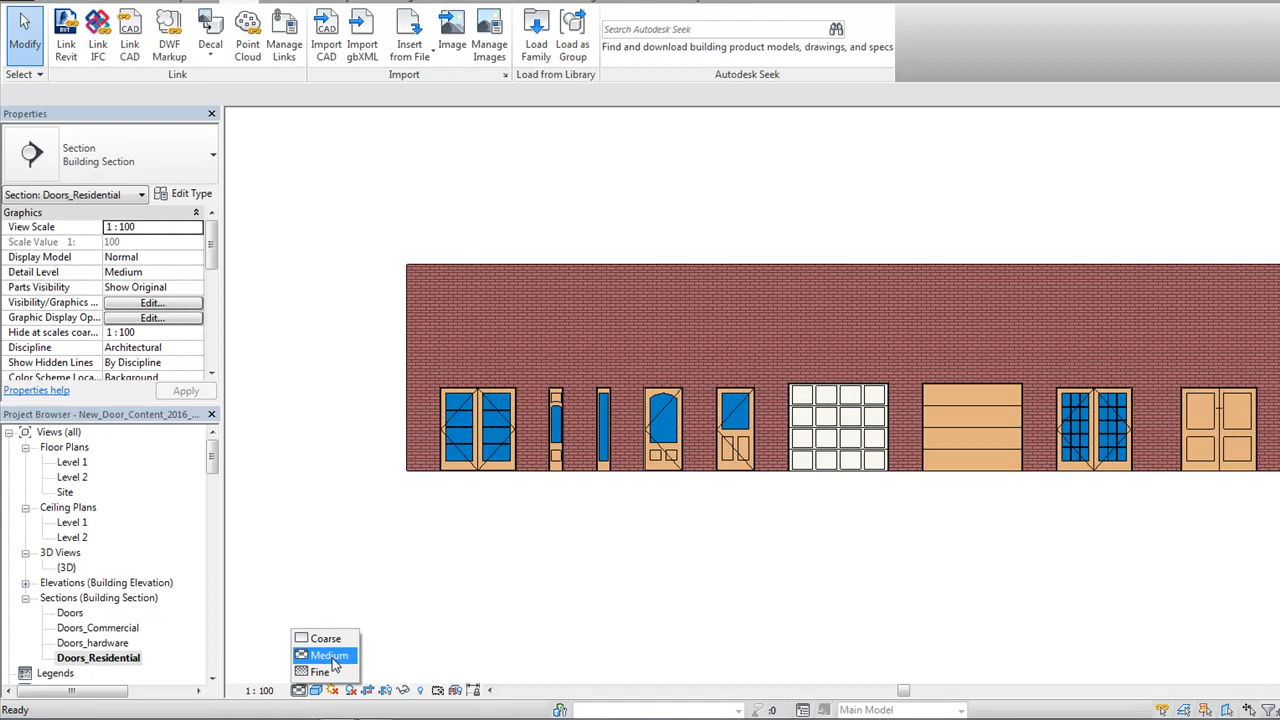 Modify
Link Revit
Link IFC
Link CAD
DWF Markup
Decal
Point Cloud
Manage Links
Import CAD
Import gbXML
Insert from File
Image
Manage Images
Load Family
Load as Group
Search Autodesk Seek
Find and download building product models, drawings, and specs
Select
Link
Import
Load from Library
Autodesk Seek
Properties
Section
Building Section
Section: Doors_Residential
Edit Type
Graphics
View Scale 1 : 100
Scale Value 1: 100
Display Model Normal
Detail Level Medium
Parts Visibility Show Original
Visibility/Graphics ... Edit...
Graphic Display Op... Edit...
Hide at scales coar... 1 : 100
Discipline Architectural
Show Hidden Lines By Discipline
Color Scheme Loca... Background
Properties help
Apply
Project Browser - New_Door_Content_2016_...
Views (all)
Floor Plans
Level 1
Level 2
Site
Ceiling Plans
Level 1
Level 2
3D Views
{3D}
Elevations (Building Elevation)
Sections (Building Section)
Doors
Doors_Commercial
Doors_hardware
Doors_Residential
Legends
Coarse
Medium
Fine
1 : 100
Ready
:0
Main Model